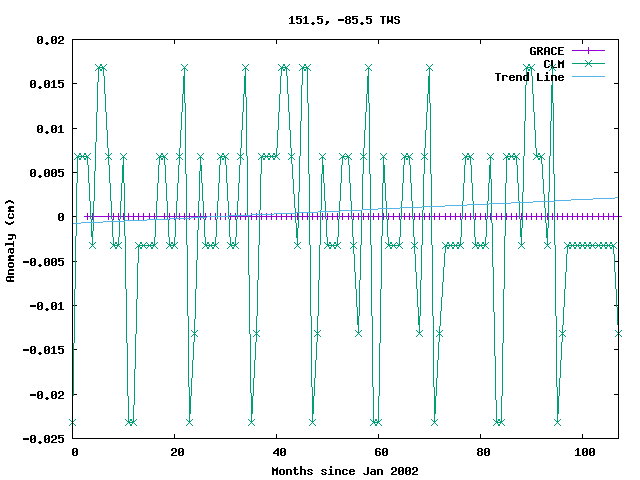 151.5, -85.5 TWS
GRACE
CLM
Trend Line
0.02
0.015
0.01
0.005
0
-0.005
-0.01
-0.015
-0.02
-0.025
Anomaly (cm)
0 20 40 60 80 100
Months since Jan 2002